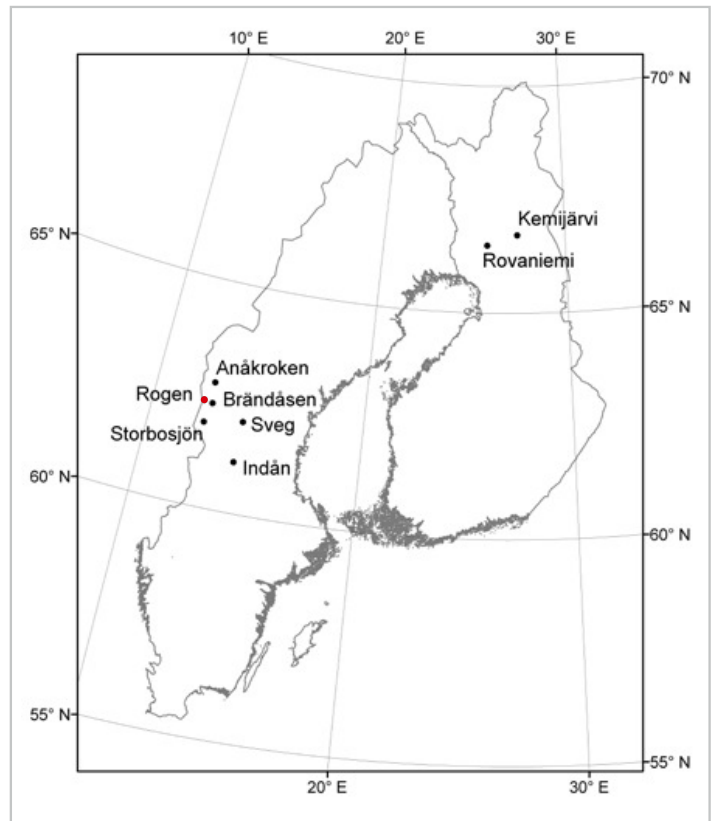 10° E 20° E 30° E
70° N
Kemijärvi
65° N
Rovaniemi
65° N
Anåkroken
Rogen
Brändåsen
Storbosjön
Sveg
Indån
60° N
60° N
55° N
55° N
20° E 30° E